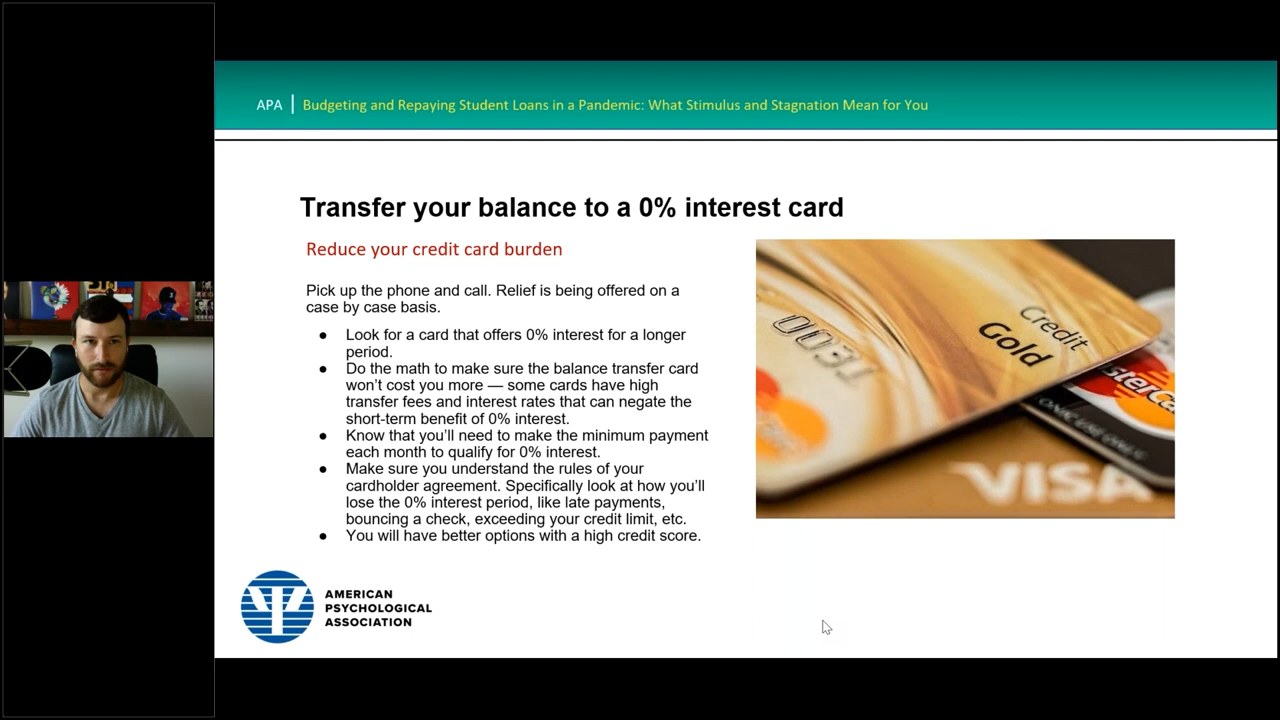 APA | Budgeting and Repaying Student Loans in a Pandemic: What Stimulus and Stagnation Mean for You
Transfer your balance to a 0% interest card
Reduce your credit card burden
Pick up the phone and call. Relief is being offered on a
case by case basis.
● Look for a card that offers 0% interest for a longer
period.
● Do the math to make sure the balance transfer card
won’t cost you more — some cards have high
transfer fees and interest rates that can negate the
short-term benefit of 0% interest.
● Know that you’ll need to make the minimum payment
each month to qualify for 0% interest.
● Make sure you understand the rules of your
cardholder agreement. Specifically look at how you’ll
lose the 0% interest period, like late payments,
bouncing a check, exceeding your credit limit, etc.
● You will have better options with a high credit score.
Credit
Gold
VISA
AMERICAN
PSYCHOLOGICAL
ASSOCIATION